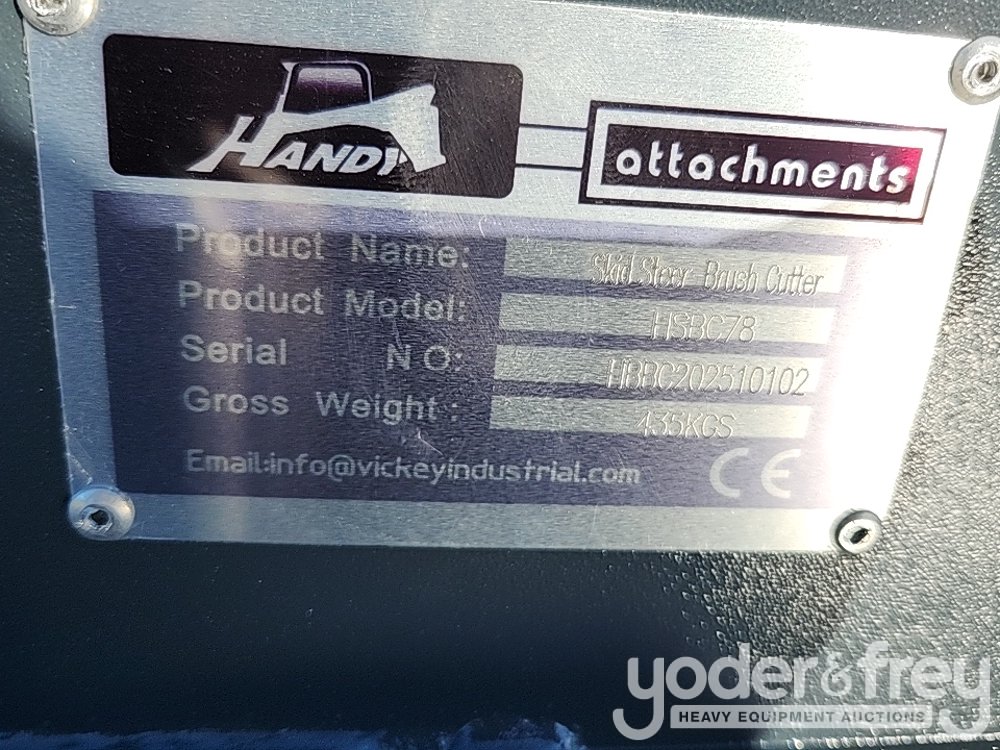 HANDY
attachments
Product Name: Skid Steer Brush Cutter
Product Model: HSBC78
Serial NO: HBBC202510102
Gross Weight: 435KGS
Email:info@vickeyindustrial.com CE
yoder&frey
HEAVY EQUIPMENT AUCTIONS